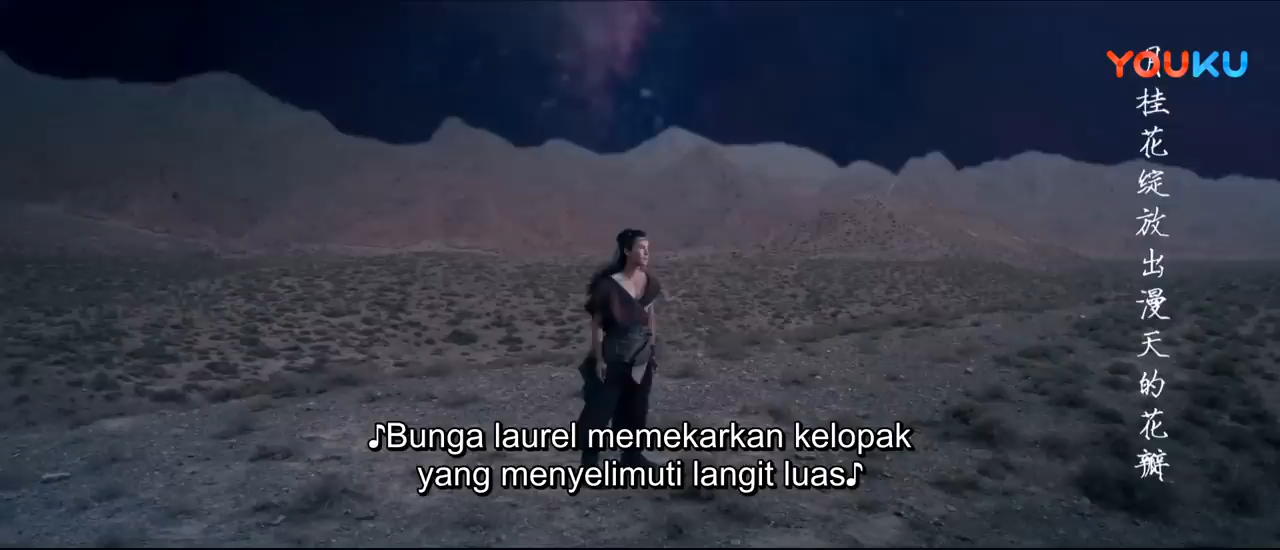 YOUKU
月桂花绽放出漫天的花瓣
♪Bunga laurel memekarkan kelopak
yang menyelimuti langit luas♪